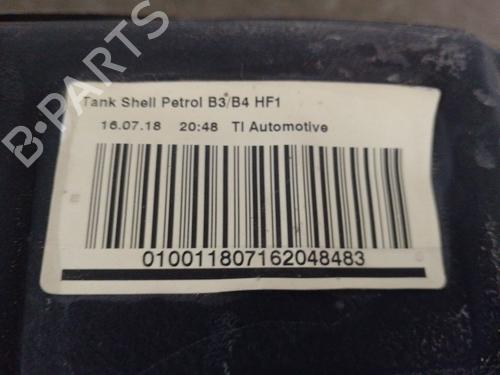 Tank Shell Petrol B3/B4 HF1
16.07.18 20:48 TI Automotive
010011807162048483
B-PARTS